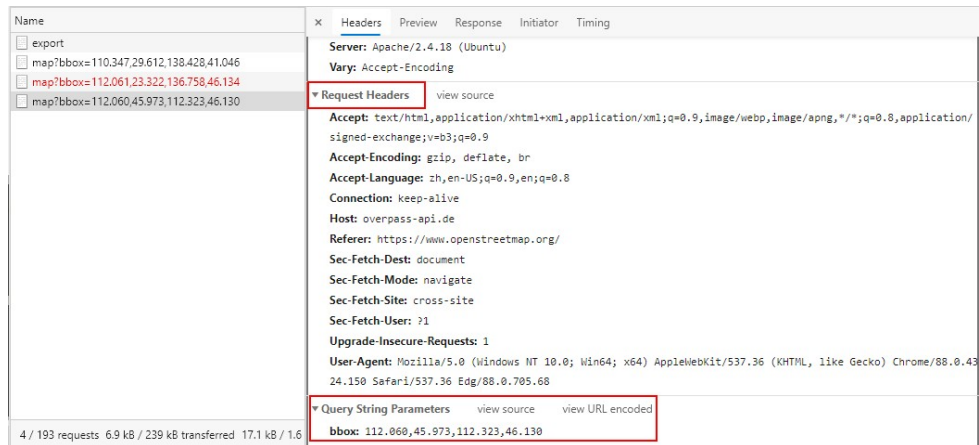 Name
× Headers Preview Response Initiator Timing
export
map?bbox=110.347,29.612,138.428,41.046
map?bbox=112.061,23.322,136.758,46.134
map?bbox=112.060,45.973,112.323,46.130
4 / 193 requests 6.9 kB / 239 kB transferred 17.1 kB / 1.6
Server: Apache/2.4.18 (Ubuntu)
Vary: Accept-Encoding
▼ Request Headers view source
Accept: text/html,application/xhtml+xml,application/xml;q=0.9,image/webp,image/apng,*/*;q=0.8,application/
signed-exchange;v=b3;q=0.9
Accept-Encoding: gzip, deflate, br
Accept-Language: zh,en-US;q=0.9,en;q=0.8
Connection: keep-alive
Host: overpass-api.de
Referer: https://www.openstreetmap.org/
Sec-Fetch-Dest: document
Sec-Fetch-Mode: navigate
Sec-Fetch-Site: cross-site
Sec-Fetch-User: ?1
Upgrade-Insecure-Requests: 1
User-Agent: Mozilla/5.0 (Windows NT 10.0; Win64; x64) AppleWebKit/537.36 (KHTML, like Gecko) Chrome/88.0.43
24.150 Safari/537.36 Edg/88.0.705.68
▼ Query String Parameters view source view URL encoded
bbox: 112.060,45.973,112.323,46.130